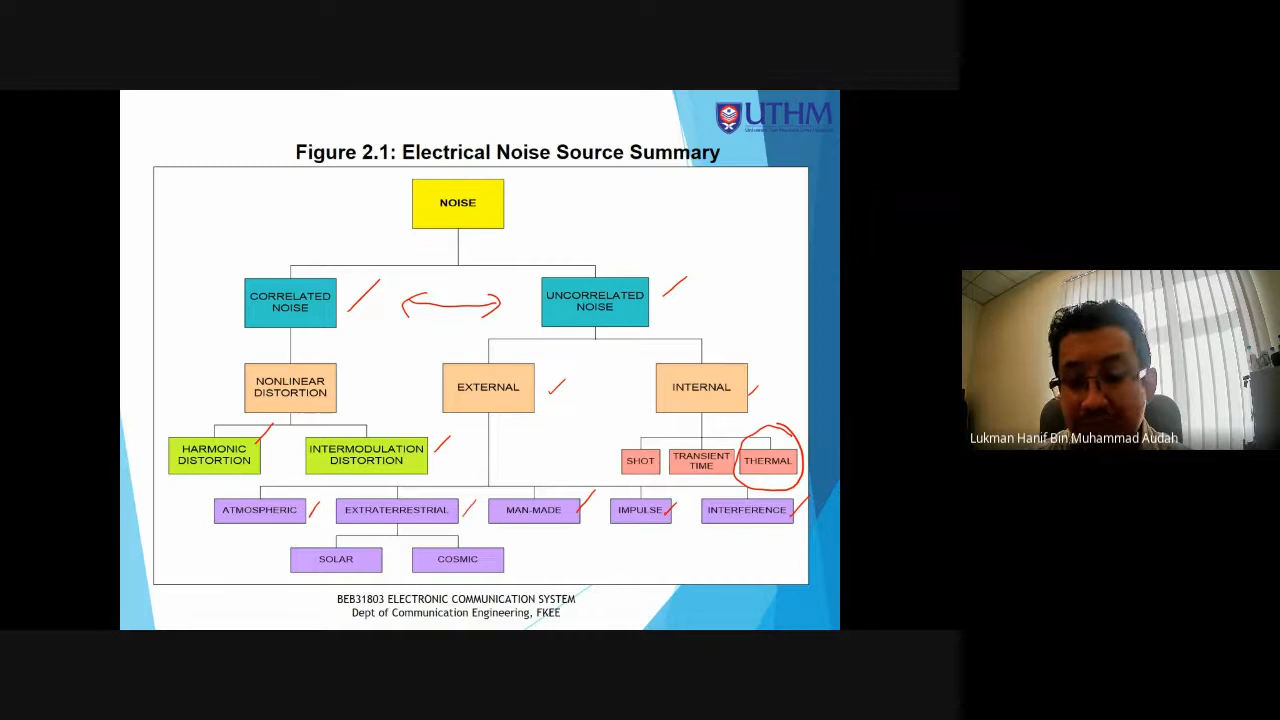 UTHM
Figure 2.1: Electrical Noise Source Summary
NOISE
CORRELATED
NOISE
UNCORRELATED
NOISE
NONLINEAR
DISTORTION
EXTERNAL
INTERNAL
HARMONIC
DISTORTION
INTERMODULATION
DISTORTION
SHOT
TRANSIENT
TIME
THERMAL
ATMOSPHERIC
EXTRATERRESTRIAL
MAN-MADE
IMPULSE
INTERFERENCE
SOLAR
COSMIC
BEB31803 ELECTRONIC COMMUNICATION SYSTEM
Dept of Communication Engineering, FKEE
Lukman Hanif Bin Muhammad Audah